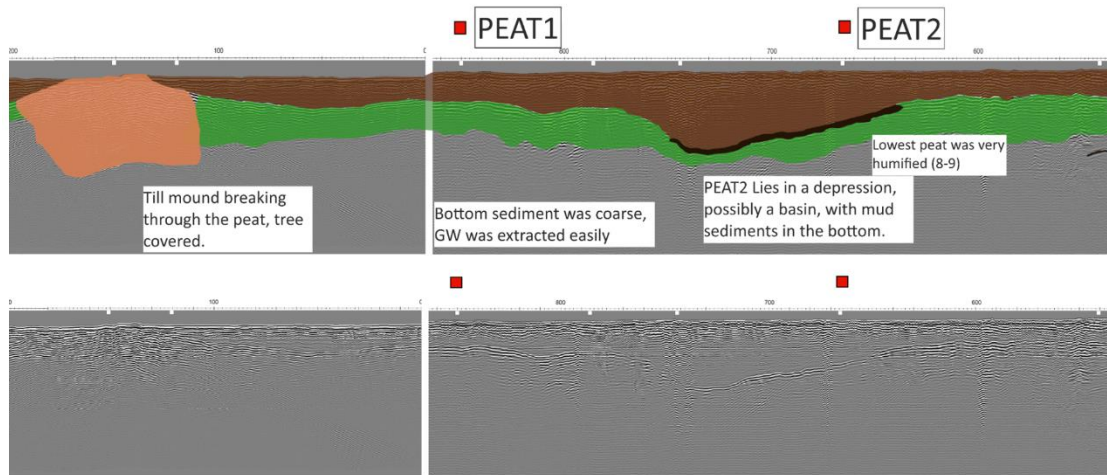 PEAT1
PEAT2
200
100
0
800
700
600
Till mound breaking
through the peat, tree
covered.
Bottom sediment was coarse,
GW was extracted easily
PEAT2 Lies in a depression,
possibly a basin, with mud
sediments in the bottom.
Lowest peat was very
humified (8-9)
0
100
0
800
700
600